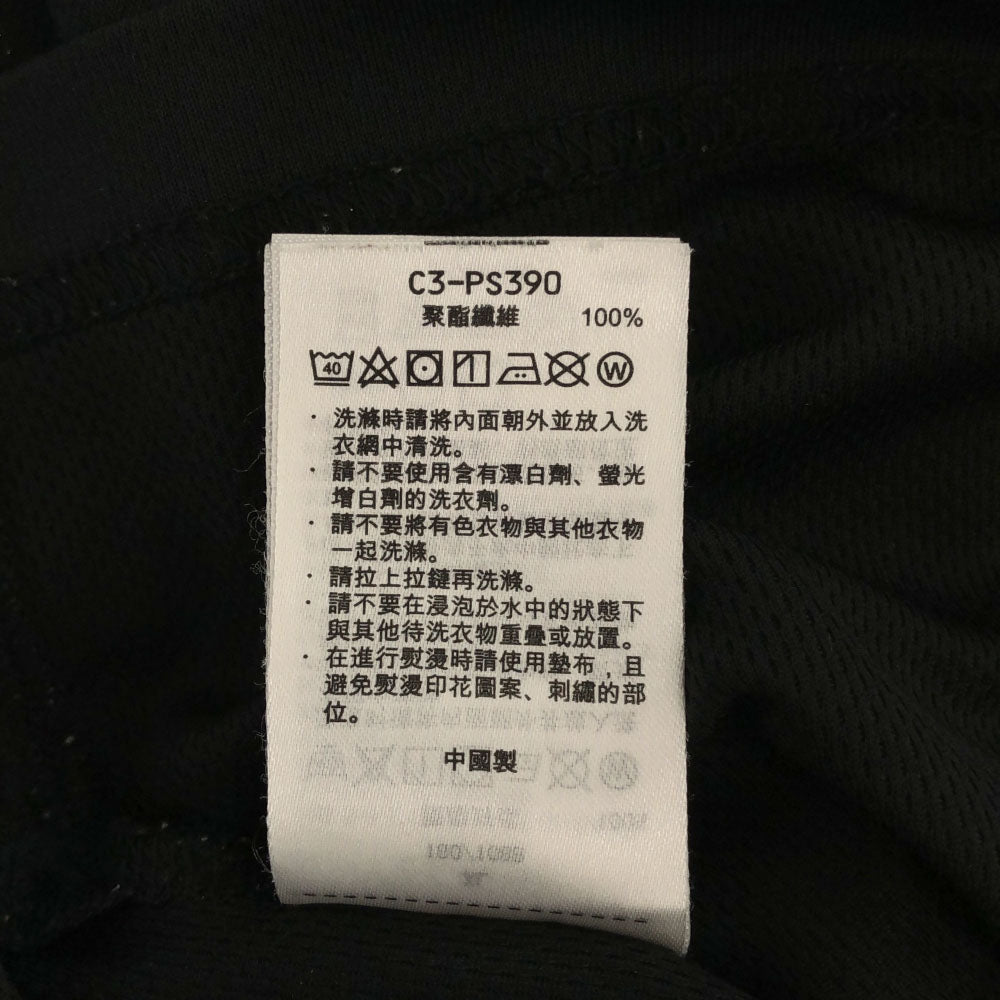 C3-PS390
聚酯纖維 100%
40 W
· 洗滌時請將內面朝外並放入洗
衣網中清洗。
· 請不要使用含有漂白劑、螢光
增白劑的洗衣劑。
· 請不要將有色衣物與其他衣物
一起洗滌。
· 請拉上拉鏈再洗滌。
· 請不要在浸泡於水中的狀態下
與其他待洗衣物重疊或放置。
· 在進行熨燙時請使用墊布，且
避免熨燙印花圖案、刺繡的部
位。
中國製